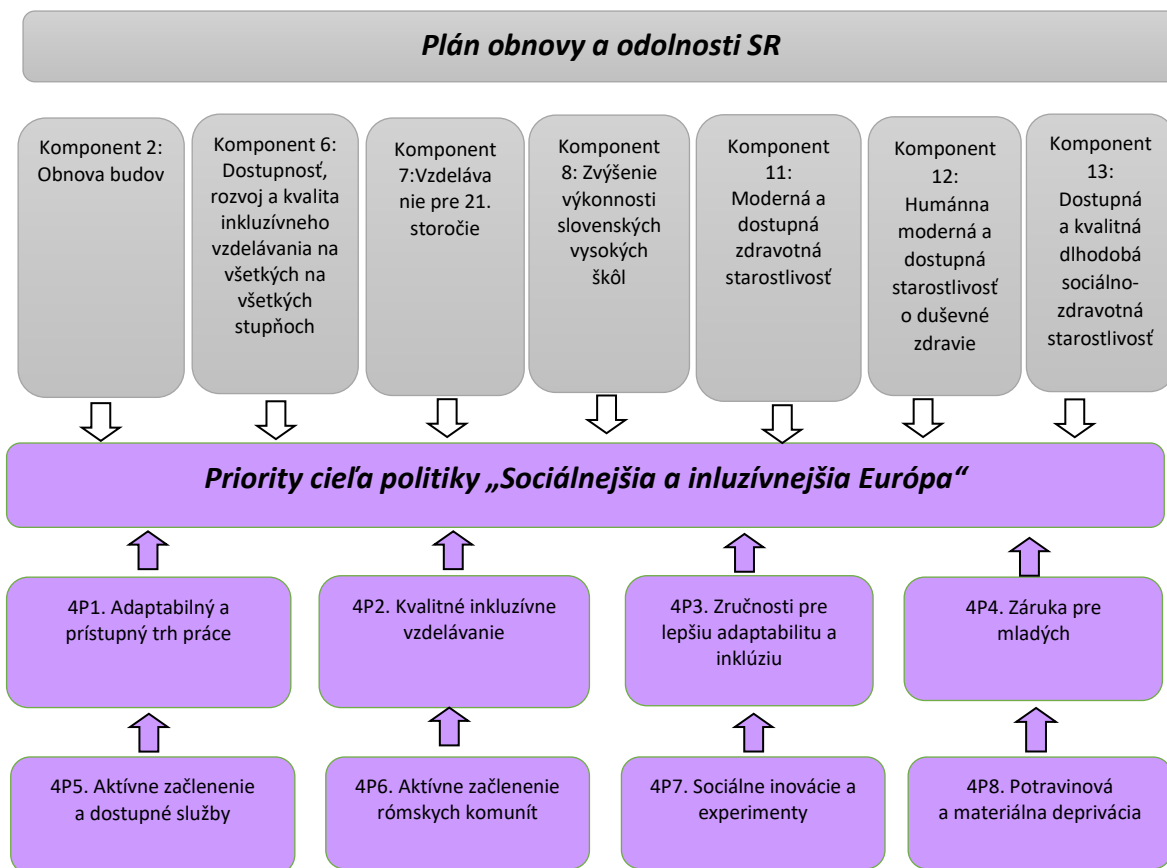 Plán obnovy a odolnosti SR
Komponent 2:
Obnova budov
Komponent 6:
Dostupnosť,
rozvoj a kvalita
inkluzívneho
vzdelávania na
všetkých na
všetkých
stupňoch
Komponent
7:Vzdeláva
nie pre 21.
storočie
Komponent
8: Zvýšenie
výkonnosti
slovenských
vysokých
škôl
Komponent
11:
Moderná a
dostupná
zdravotná
starostlivosť
Komponent
12:
Humánna
moderná a
dostupná
starostlivosť
o duševné
zdravie
Komponent
13:
Dostupná
a kvalitná
dlhodobá
sociálno-
zdravotná
starostlivosť
Priority cieľa politiky „Sociálnejšia a inluzívnejšia Európa“
4P1. Adaptabilný a
prístupný trh práce
4P2. Kvalitné inkluzívne
vzdelávanie
4P3. Zručnosti pre
lepšiu adaptabilitu a
inklúziu
4P4. Záruka pre
mladých
4P5. Aktívne začlenenie
a dostupné služby
4P6. Aktívne začlenenie
rómskych komunít
4P7. Sociálne inovácie a
experimenty
4P8. Potravinová
a materiálna deprivácia